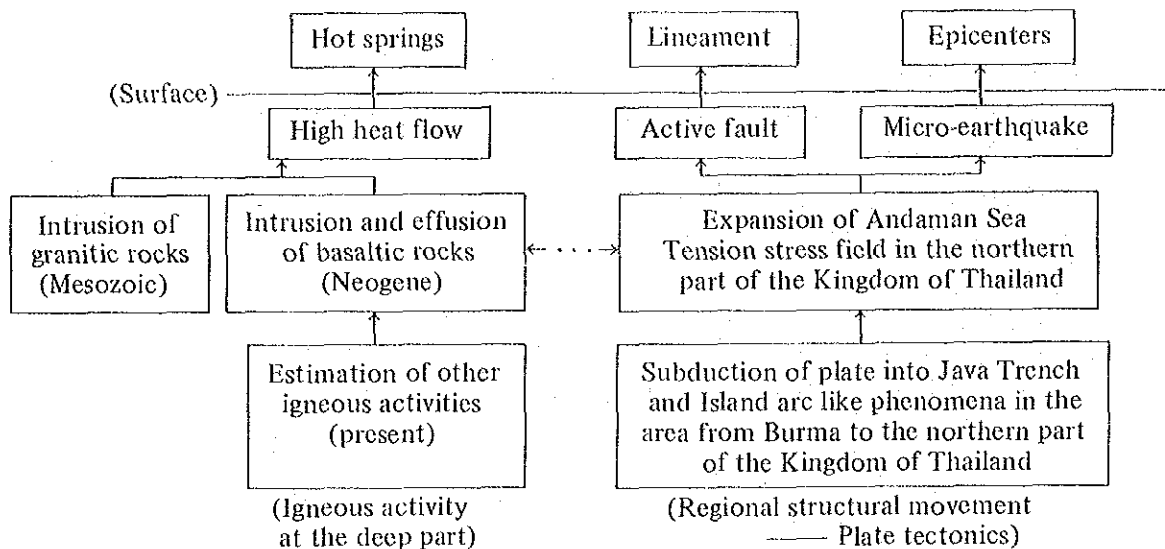 Hot springs
Lineament
Epicenters
(Surface)
High heat flow
Active fault
Micro-earthquake
Intrusion of
granitic rocks
(Mesozoic)
Intrusion and effusion
of basaltic rocks
(Neogene)
Expansion of Andaman Sea
Tension stress field in the northern
part of the Kingdom of Thailand
Estimation of other
igneous activities
(present)
Subduction of plate into Java Trench
and Island arc like phenomena in the
area from Burma to the northern part
of the Kingdom of Thailand
(Igneous activity
at the deep part)
(Regional structural movement
—— Plate tectonics)